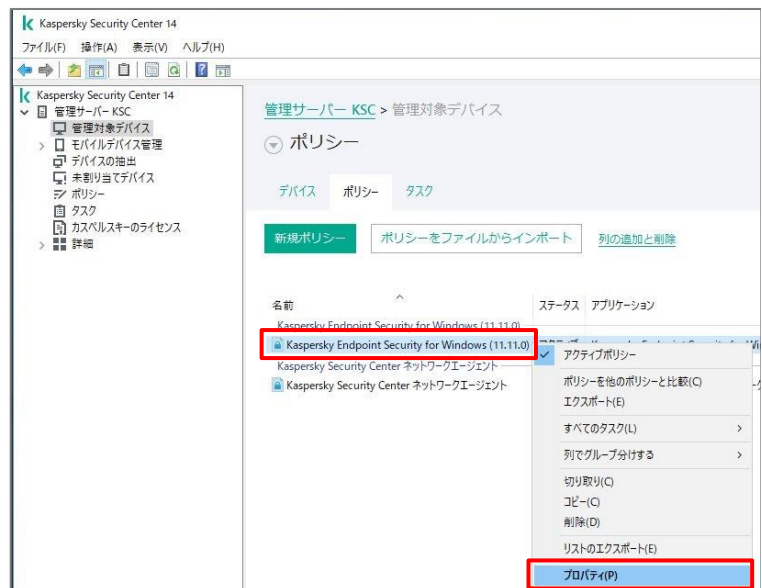 Kaspersky Security Center 14
ファイル(F) 操作(A) 表示(V) ヘルプ(H)
Kaspersky Security Center 14
管理サーバー KSC
管理対象デバイス
モバイルデバイス管理
デバイスの抽出
未割り当てデバイス
ポリシー
タスク
カスペルスキーのライセンス
詳細
管理サーバー KSC > 管理対象デバイス
ポリシー
デバイス ポリシー タスク
新規ポリシー ポリシーをファイルからインポート 列の追加と削除
名前 ステータス アプリケーション
Kaspersky Endpoint Security for Windows (11.11.0)
Kaspersky Endpoint Security for Windows (11.11.0)
Kaspersky Security Center ネットワークエージェント
Kaspersky Security Center ネットワークエージェント
アクティブポリシー
ポリシーを他のポリシーと比較(C)
エクスポート(E)
すべてのタスク(L)
列でグループ分けする
切り取り(C)
コピー(C)
削除(D)
リストのエクスポート(E)
プロパティ(P)